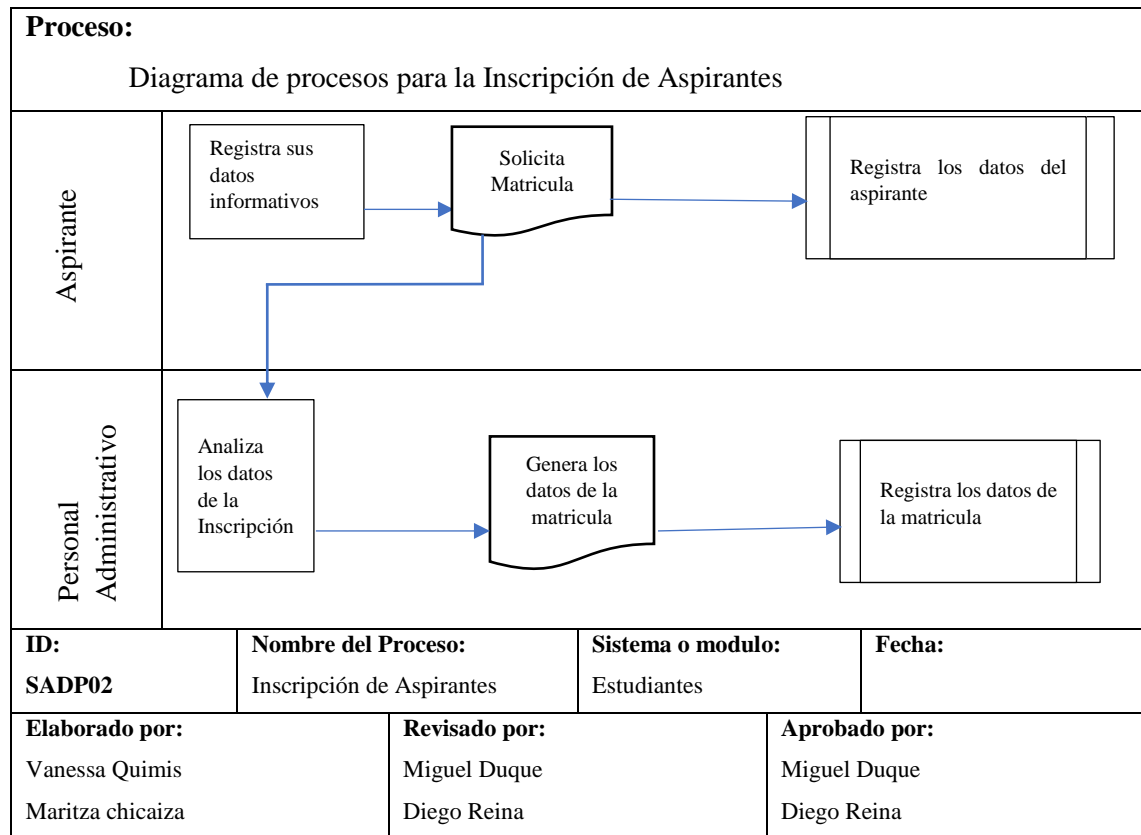 Proceso:
Diagrama de procesos para la Inscripción de Aspirantes
Aspirante
Registra sus
datos
informativos
Solicita
Matricula
Registra los datos del
aspirante
Personal
Administrativo
Analiza
los datos
de la
Inscripción
Genera los
datos de la
matricula
Registra los datos de
la matricula
ID:
SADP02
Nombre del Proceso:
Inscripción de Aspirantes
Sistema o modulo:
Estudiantes
Fecha:
Elaborado por:
Vanessa Quimis
Maritza chicaiza
Revisado por:
Miguel Duque
Diego Reina
Aprobado por:
Miguel Duque
Diego Reina